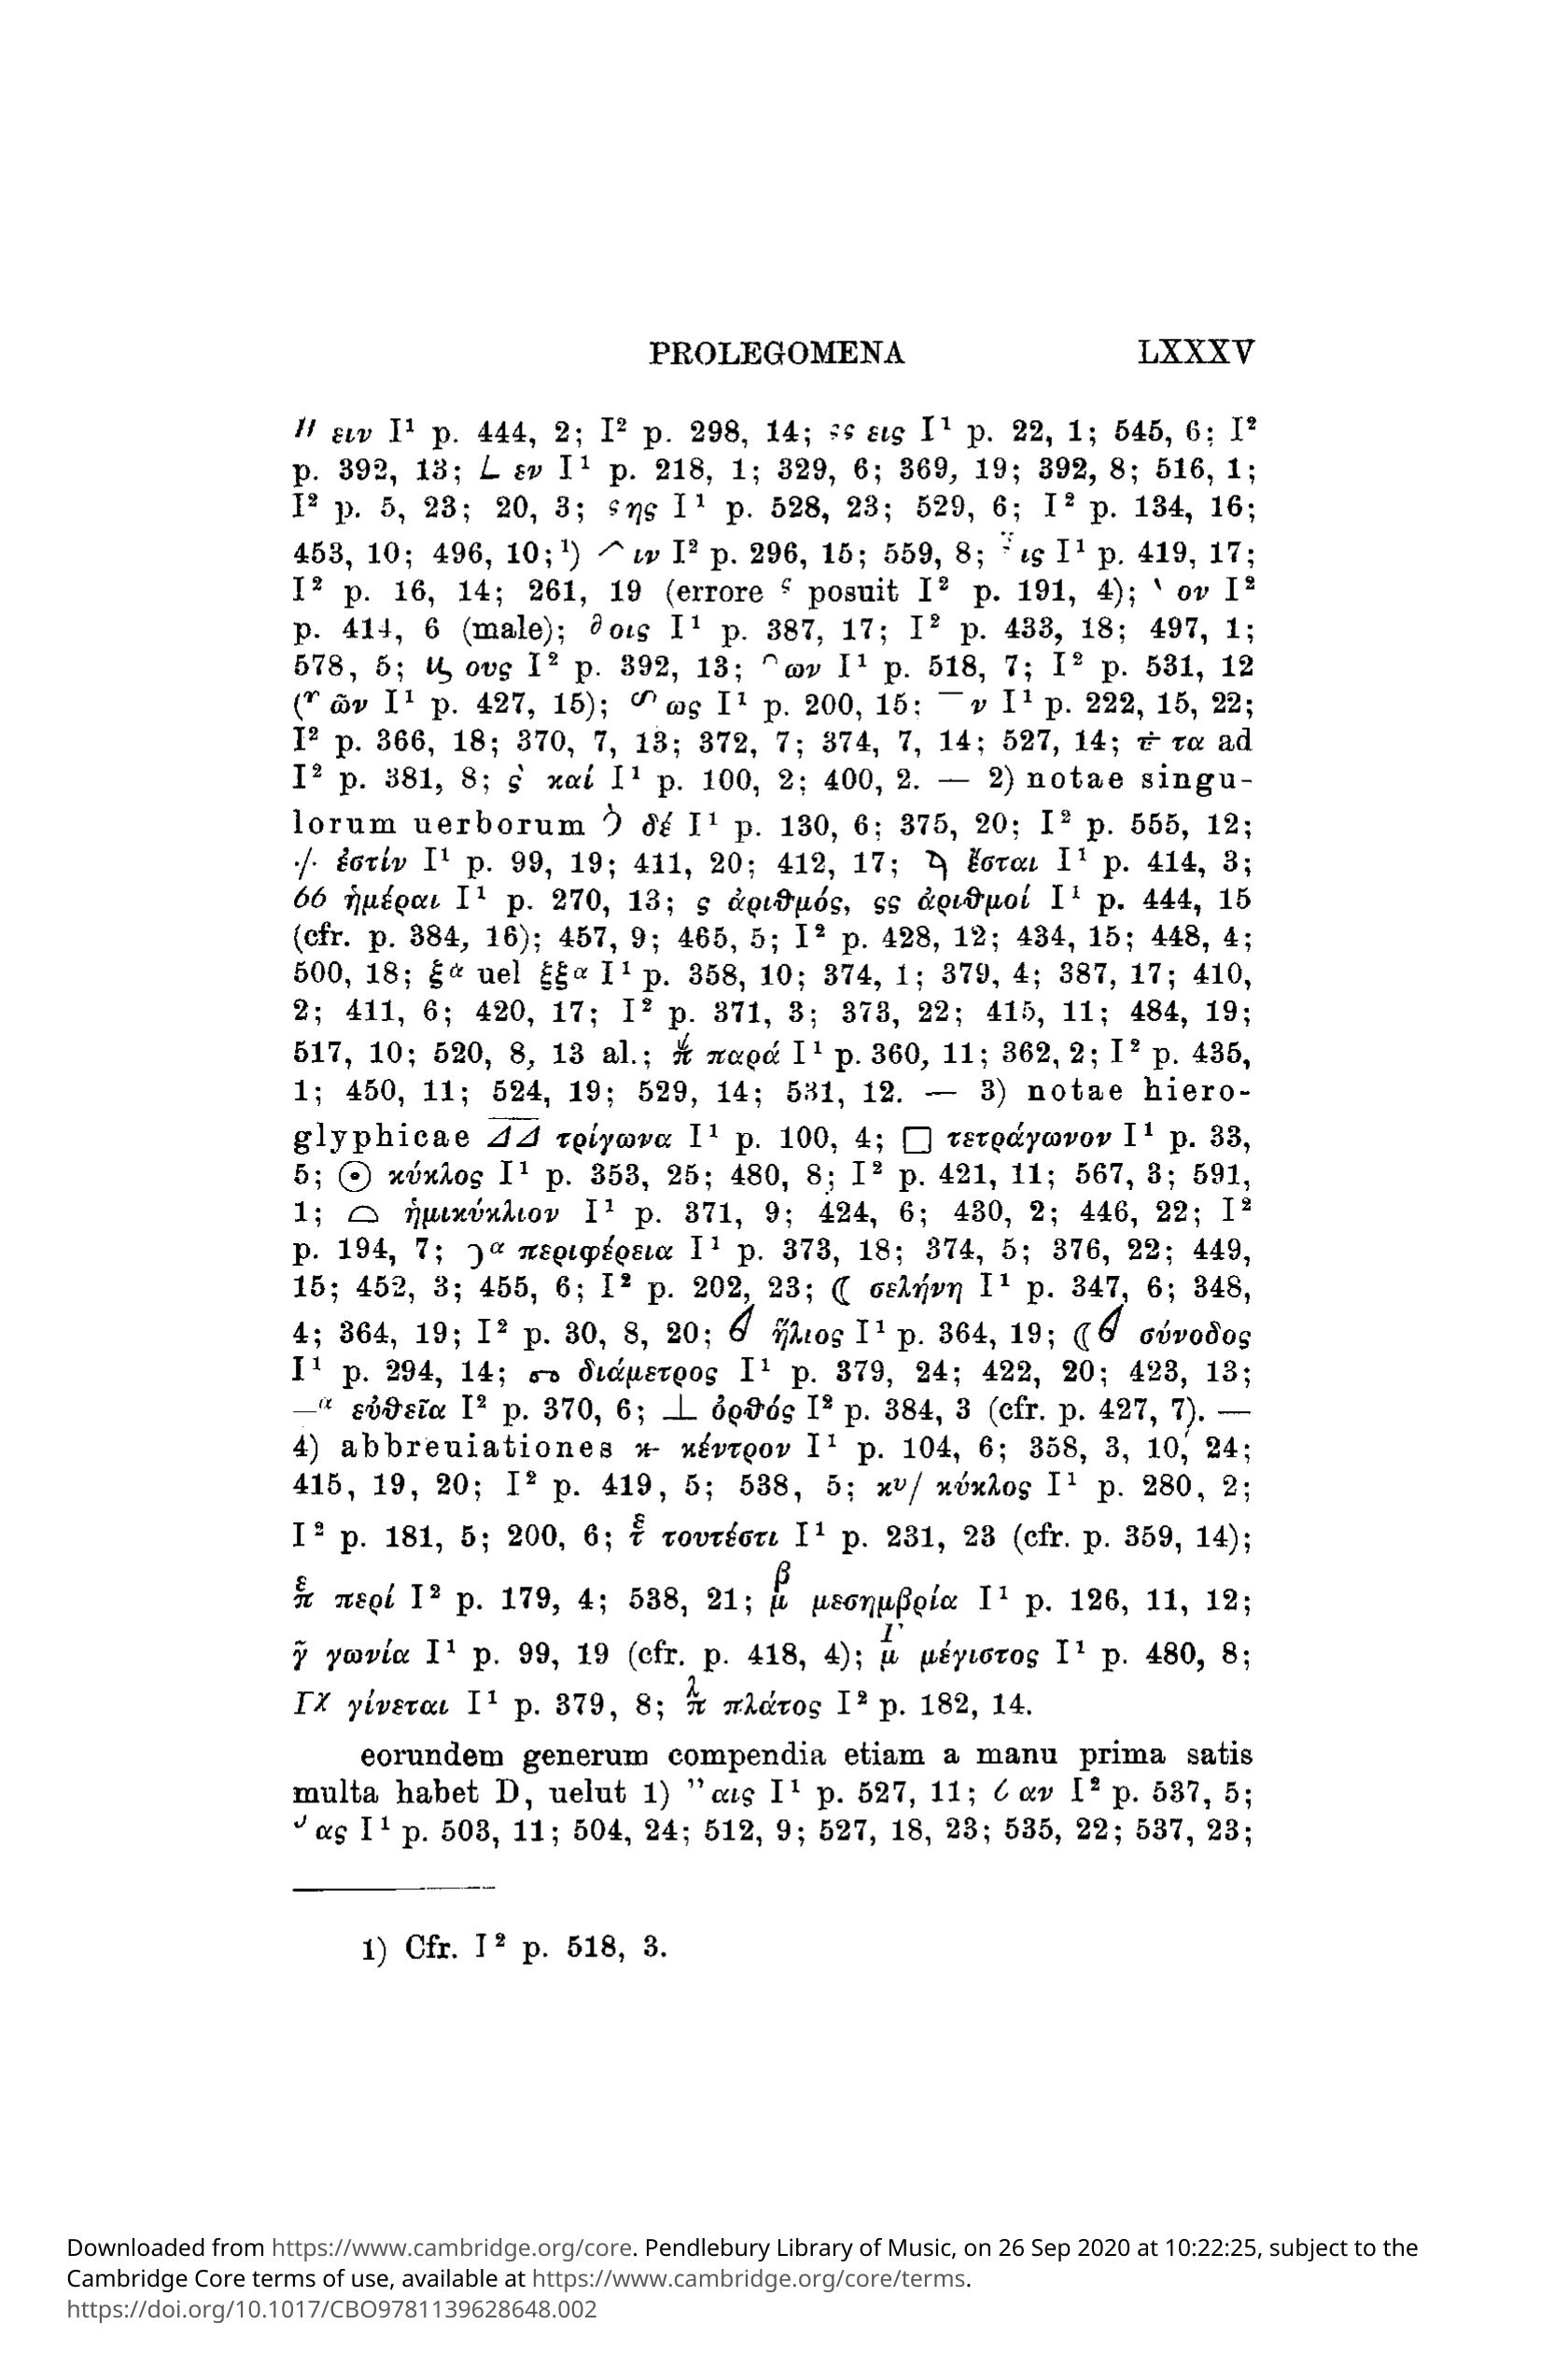 PROLEGOMENA LXXXV
〃 ειν I¹ p. 444, 2; I² p. 298, 14; ςς εις I¹ p. 22, 1; 545, 6; I²
p. 392, 13; L εν I¹ p. 218, 1; 329, 6; 369, 19; 392, 8; 516, 1;
I² p. 5, 23; 20, 3; ς ης I¹ p. 528, 23; 529, 6; I² p. 134, 16;
453, 10; 496, 10;¹) ⌒ ιν I² p. 296, 15; 559, 8; ις I¹ p. 419, 17;
I² p. 16, 14; 261, 19 (errore ς posuit I² p. 191, 4); ‵ ον I²
p. 414, 6 (male); ∂ οις I¹ p. 387, 17; I² p. 433, 18; 497, 1;
578, 5; ους I² p. 392, 13; ⌒ ων I¹ p. 518, 7; I² p. 531, 12
( ῶν I¹ p. 427, 15); ως I¹ p. 200, 15; ‾ ν I¹ p. 222, 15, 22;
I² p. 366, 18; 370, 7, 13; 372, 7; 374, 7, 14; 527, 14; τα ad
I² p. 381, 8; ς̀ καί I¹ p. 100, 2; 400, 2. — 2) notae singu-
lorum uerborum δέ I¹ p. 130, 6; 375, 20; I² p. 555, 12;
·/· ἐστίν I¹ p. 99, 19; 411, 20; 412, 17; ἔσται I¹ p. 414, 3;
όό ἡμέραι I¹ p. 270, 13; ς ἀριθμός, ςς ἀριθμοί I¹ p. 444, 15
(cfr. p. 384, 16); 457, 9; 465, 5; I² p. 428, 12; 434, 15; 448, 4;
500, 18; ξᾱ uel ξξα I¹ p. 358, 10; 374, 1; 379, 4; 387, 17; 410,
2; 411, 6; 420, 17; I² p. 371, 3; 373, 22; 415, 11; 484, 19;
517, 10; 520, 8, 13 al.; π παρά I¹ p. 360, 11; 362, 2; I² p. 435,
1; 450, 11; 524, 19; 529, 14; 531, 12. — 3) notae hiero-
glyphicae ΔΔ τρίγωνα I¹ p. 100, 4; □ τετράγωνον I¹ p. 33,
5; ⊙ κύκλος I¹ p. 353, 25; 480, 8; I² p. 421, 11; 567, 3; 591,
1; ⌓ ἡμικύκλιον I¹ p. 371, 9; 424, 6; 430, 2; 446, 22; I²
p. 194, 7; ͻα περιφέρεια I¹ p. 373, 18; 374, 5; 376, 22; 449,
15; 452, 3; 455, 6; I² p. 202, 23; ☾ σελήνη I¹ p. 347, 6; 348,
4; 364, 19; I² p. 30, 8, 20; ἥλιος I¹ p. 364, 19; σύνοδος
I¹ p. 294, 14; διάμετρος I¹ p. 379, 24; 422, 20; 423, 13;
—α εὐθεῖα I² p. 370, 6; ⊥ ὀρθός I² p. 384, 3 (cfr. p. 427, 7). —
4) abbreuiationes κ- κέντρον I¹ p. 104, 6; 358, 3, 10, 24;
415, 19, 20; I² p. 419, 5; 538, 5; κυ/ κύκλος I¹ p. 280, 2;
I² p. 181, 5; 200, 6; τε τουτέστι I¹ p. 231, 23 (cfr. p. 359, 14);
πε περί I² p. 179, 4; 538, 21; μβ μεσημβρία I¹ p. 126, 11, 12;
γ̃ γωνία I¹ p. 99, 19 (cfr. p. 418, 4); μΓ μέγιστος I¹ p. 480, 8;
ΓΧ γίνεται I¹ p. 379, 8; πλ πλάτος I² p. 182, 14.
eorundem generum compendia etiam a manu prima satis
multa habet D, uelut 1) ” αις I¹ p. 527, 11; αν I² p. 537, 5;
ας I¹ p. 503, 11; 504, 24; 512, 9; 527, 18, 23; 535, 22; 537, 23;
1) Cfr. I² p. 518, 3.
Downloaded from https://www.cambridge.org/core. Pendlebury Library of Music, on 26 Sep 2020 at 10:22:25, subject to the
Cambridge Core terms of use, available at https://www.cambridge.org/core/terms.
https://doi.org/10.1017/CBO9781139628648.002